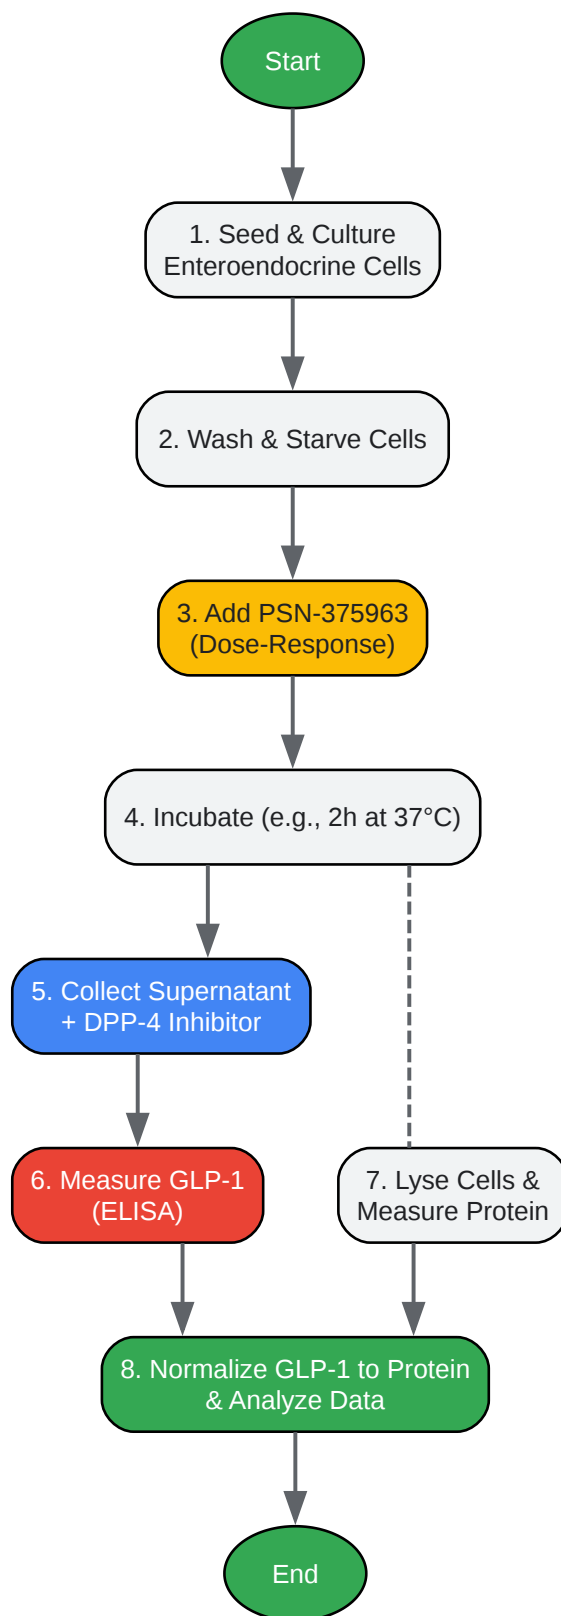 Start
1. Seed & Culture
Enteroendocrine Cells
2. Wash & Starve Cells
3. Add PSN-375963
(Dose-Response)
4. Incubate (e.g., 2h at 37°C)
5. Collect Supernatant
+ DPP-4 Inhibitor
6. Measure GLP-1
(ELISA)
7. Lyse Cells &
Measure Protein
8. Normalize GLP-1 to Protein
& Analyze Data
End